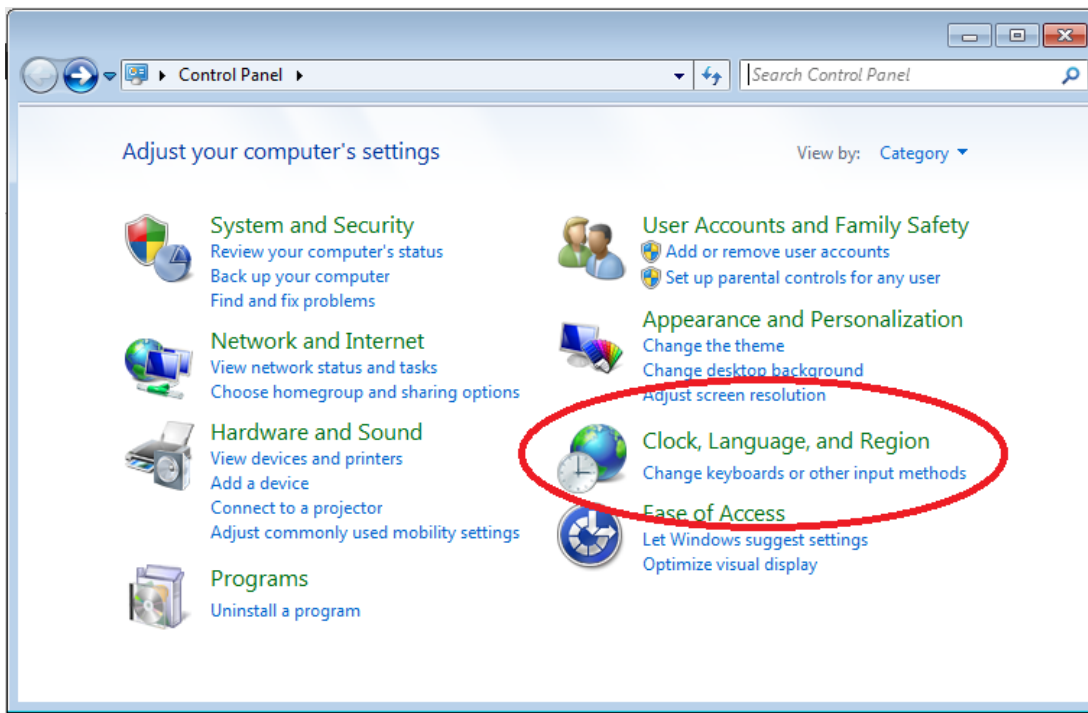 Control Panel
Search Control Panel
Adjust your computer's settings
View by: Category
System and Security
Review your computer's status
Back up your computer
Find and fix problems
Network and Internet
View network status and tasks
Choose homegroup and sharing options
Hardware and Sound
View devices and printers
Add a device
Connect to a projector
Adjust commonly used mobility settings
Programs
Uninstall a program
User Accounts and Family Safety
Add or remove user accounts
Set up parental controls for any user
Appearance and Personalization
Change the theme
Change desktop background
Adjust screen resolution
Clock, Language, and Region
Change keyboards or other input methods
Ease of Access
Let Windows suggest settings
Optimize visual display